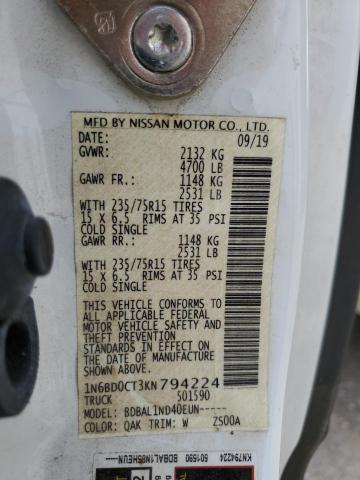 MFD BY NISSAN MOTOR CO., LTD.
DATE: 09/19
GVWR: 2132 KG
4700 LB
GAWR FR.: 1148 KG
2531 LB
WITH 235/75R15 TIRES
15 X 6.5 RIMS AT 35 PSI
COLD SINGLE
GAWR RR.: 1148 KG
2531 LB
WITH 235/75R15 TIRES
15 X 6.5 RIMS AT 35 PSI
COLD SINGLE
THIS VEHICLE CONFORMS TO
ALL APPLICABLE FEDERAL
MOTOR VEHICLE SAFETY
AND THEFT PREVENTION
STANDARDS IN EFFECT ON
THE DATE OF MANUFACTURE
SHOWN ABOVE.
1N6BD0CT3KN794224
TRUCK 501590
MODEL: BDBAL1ND40EUN-----
COLOR: QAK TRIM: W ZS00A
KN794224
501590